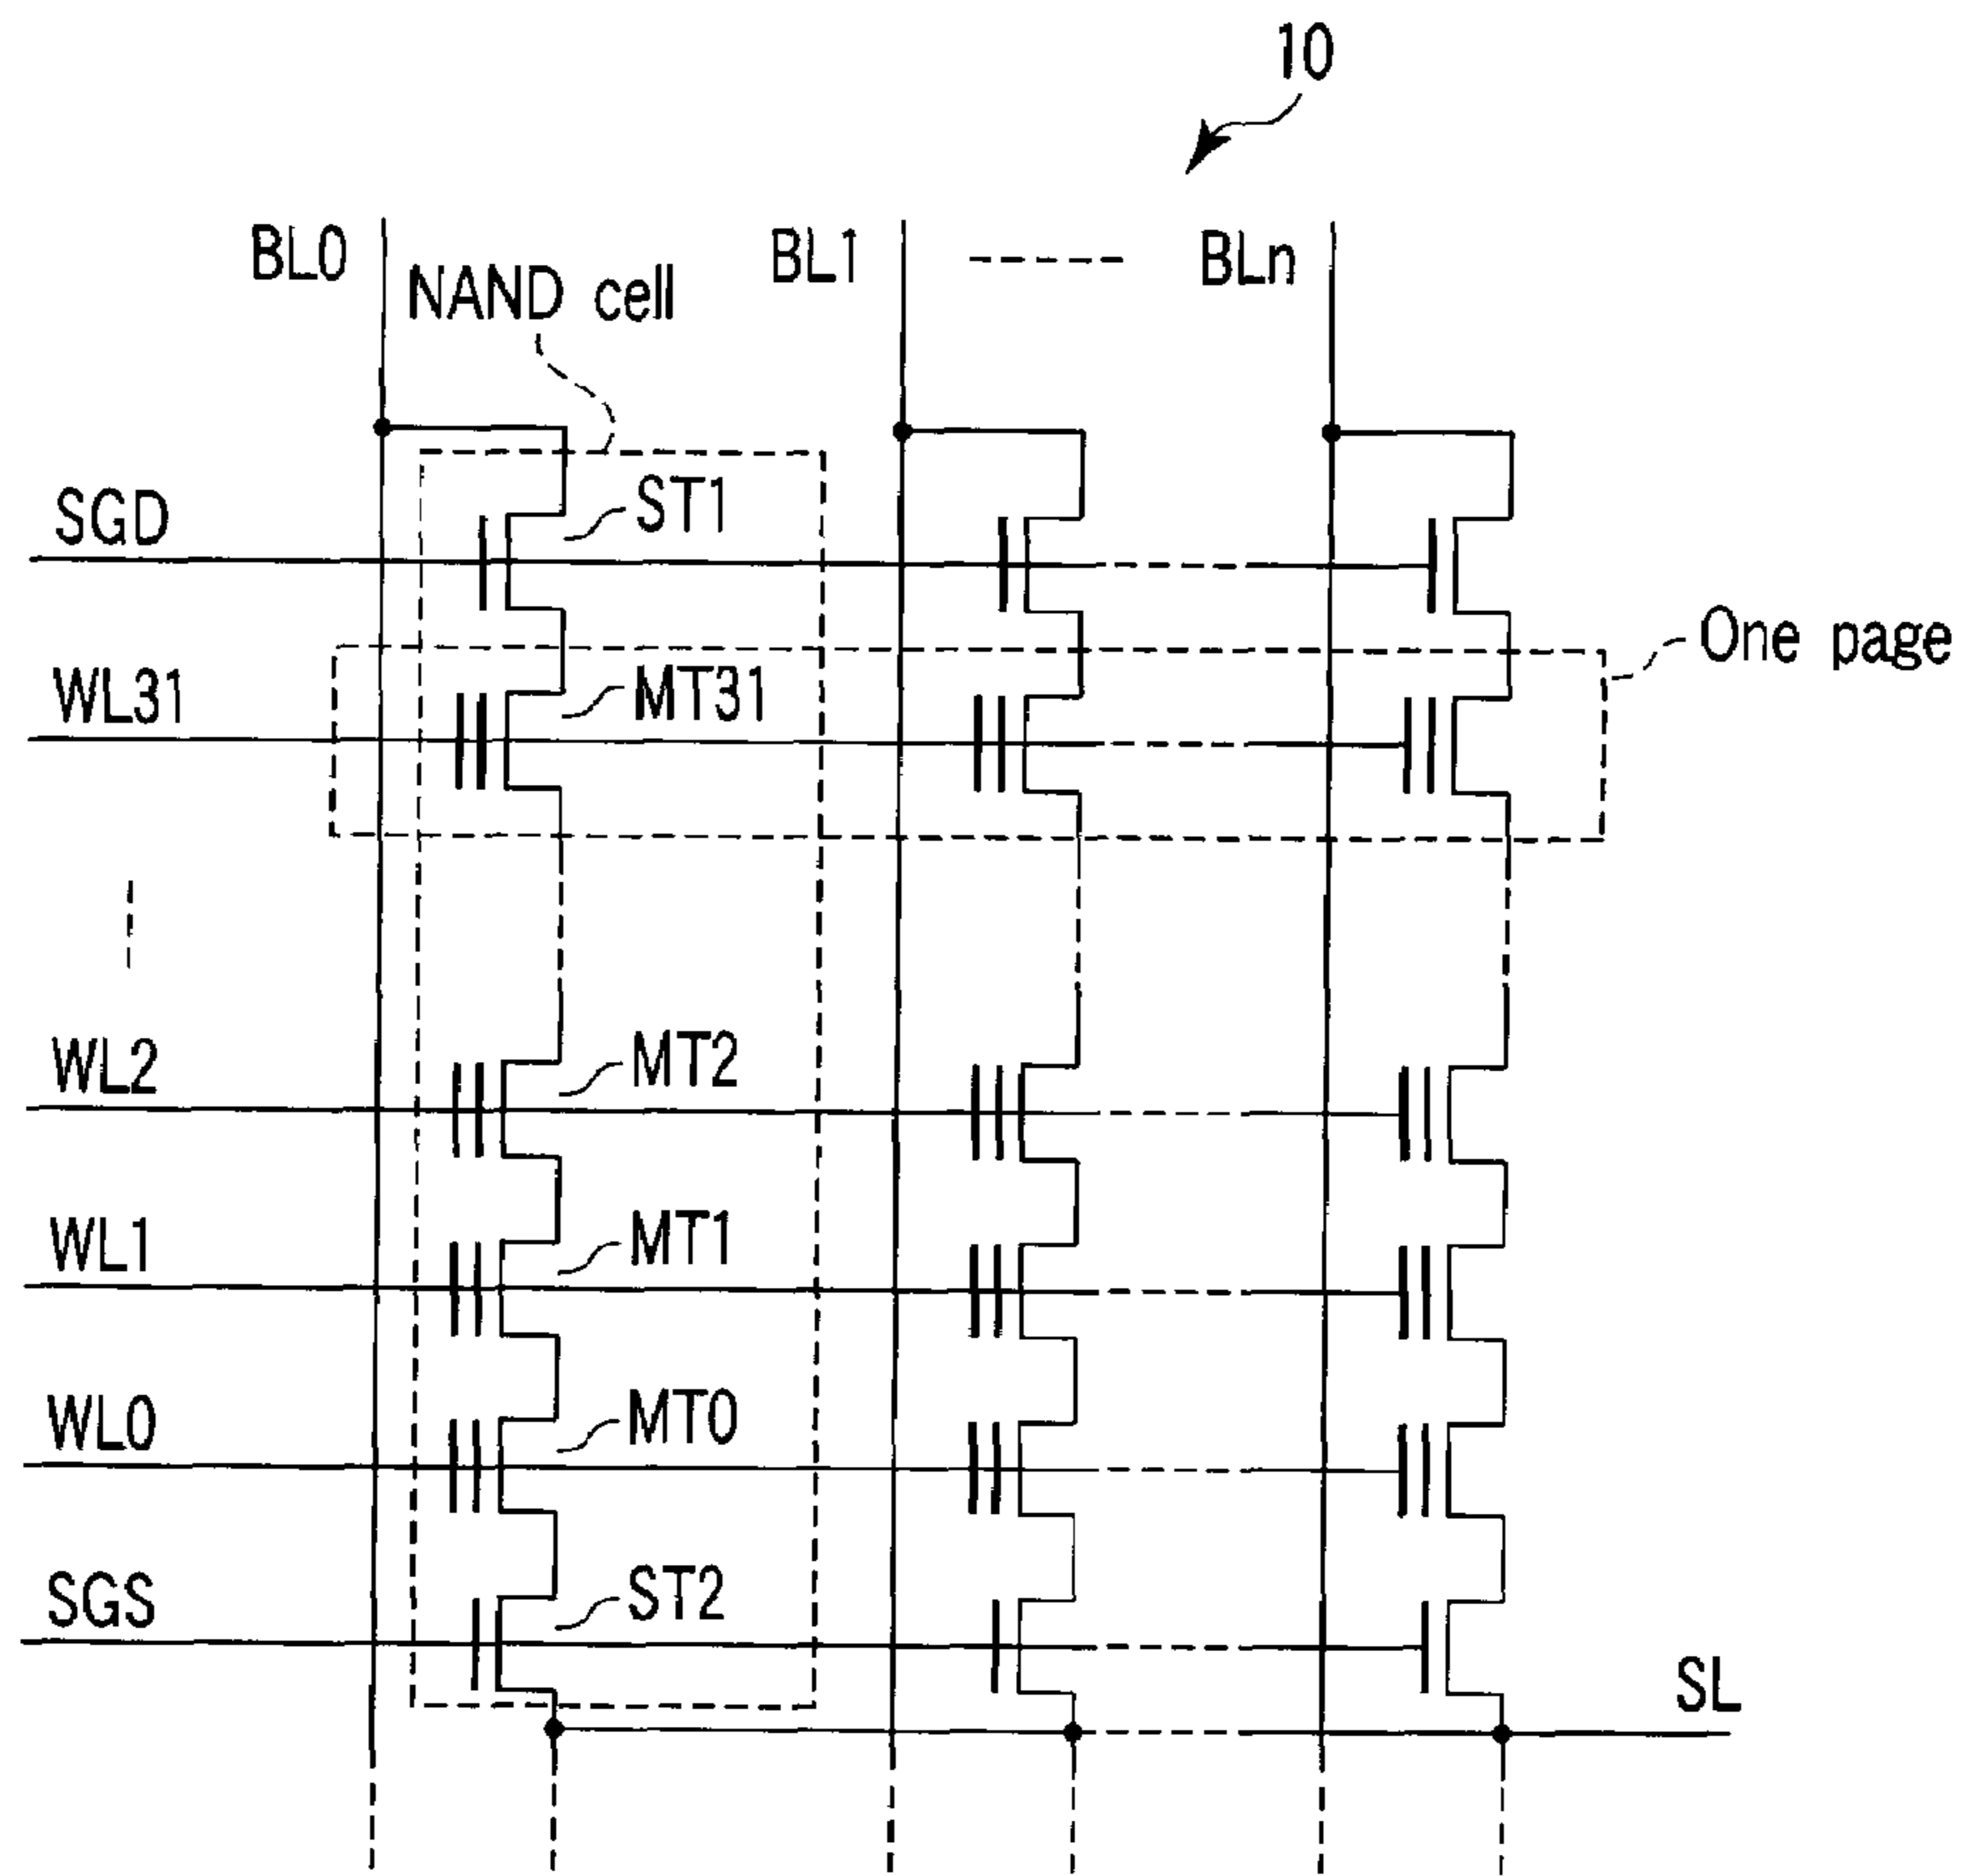 10
BL0
BL1
BLn
NAND cell
SGD
ST1
One page
WL31
MT31
WL2
MT2
WL1
MT1
WL0
MT0
SGS
ST2
SL